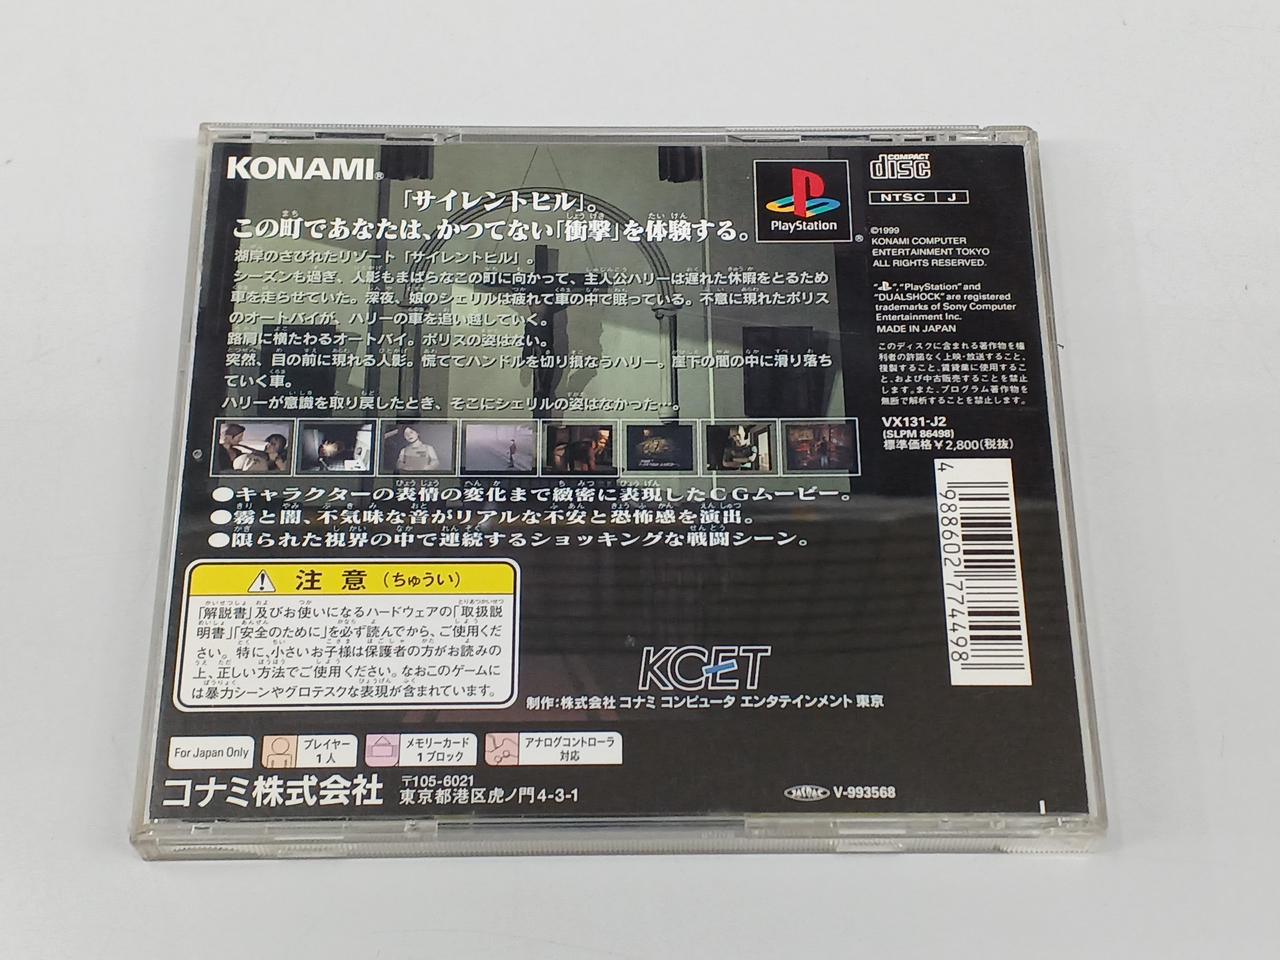 KONAMI®
「サイレントヒル」。
この町であなたは、かつてない「衝撃」を体験する。
湖岸のさびれたリゾート「サイレントヒル」。
シーズンも過ぎ、人影もまばらなこの町に向かって、主人公ハリーは遅れた休暇をとるため
車を走らせていた。深夜、娘のシェリルは疲れて車の中で眠っている。不意に現れたポリス
のオートバイが、ハリーの車を追い越していく。
路肩に横たわるオートバイ。ポリスの姿はない。
突然、目の前に現れる人影。慌ててハンドルを切り損なうハリー。崖下の闇の中に滑り落ち
ていく車。
ハリーが意識を取り戻したとき、そこにシェリルの姿はなかった…。
●キャラクターの表情の変化まで緻密に表現したCGムービー。
●霧と闇、不気味な音がリアルな不安と恐怖感を演出。
●限られた視界の中で連続するショッキングな戦闘シーン。
注意(ちゅうい)
「解説書」及びお使いになるハードウェアの「取扱説
明書」「安全のために」を必ず読んでから、ご使用くだ
さい。特に、小さいお子様は保護者の方がお読みの
上、正しい方法でご使用ください。なおこのゲームに
は暴力シーンやグロテスクな表現が含まれています。
For Japan Only
プレイヤー
1人
メモリーカード
1ブロック
アナログコントローラ
対応
コナミ株式会社
〒105-6021
東京都港区虎ノ門4-3-1
KCET
制作:株式会社 コナミ コンピュータ エンタテインメント 東京
PlayStation
®
COMPACT
disc
NTSC J
©1999
KONAMI COMPUTER
ENTERTAINMENT TOKYO
ALL RIGHTS RESERVED.
" ", "PlayStation" and
"DUALSHOCK" are registered
trademarks of Sony Computer
Entertainment Inc.
MADE IN JAPAN
このディスクに含まれる著作物を権
利者の許諾なく上映・放送すること、
複製すること、賃貸業に使用するこ
と、および中古販売することを禁止
します。また、プログラム著作物を
無断で解析することを禁止します。
VX131-J2
(SLPM 86498)
標準価格¥2,800(税抜)
4 988602 774498
JASRAC
V-993568